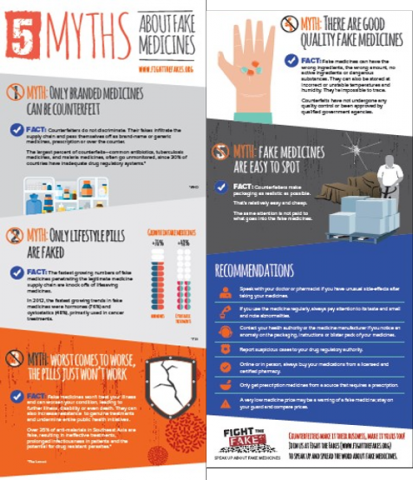 5 MYTHS
ABOUT FAKE
MEDICINES
WWW.FIGHTTHEFAKES.ORG
1 MYTH: ONLY BRANDED MEDICINES
CAN BE COUNTERFEIT
FACT: Counterfeiters do not discriminate. Their fakes infiltrate the
supply chain and pass themselves off as brand-name or generic
medicines, prescription or over the counter.
The largest percent of counterfeits—common antibiotics, tuberculosis
medicines, and malaria medicines, often go unmonitored, since 30% of
countries have inadequate drug regulatory systems.
2 MYTH: ONLY LIFESTYLE PILLS
ARE FAKED
COUNTERFEIT MEDICINES
FACT: The fastest growing numbers of fake
medicines penetrating the legitimate medicine
supply chain are knock offs of lifesaving
medicines.
In 2012, the fastest growing trends in fake
medicines were hormones
and
cytostatics
primarily used in cancer
treatments.
MYTH: WORST COMES TO WORSE,
THE PILLS JUST WON'T WORK
FACT: Fake medicines won't heal your illness
and can worsen your condition, leading to
further illness, disability or even death. They can
also increase resistance to genuine treatments
and undermine entire public health initiatives.
Over 35% of anti-malarials in Southeast Asia are
fake, resulting in ineffective treatments,
prolonged infectiousness in patients and the
potential for drug resistant parasites.
4 MYTH: THERE ARE GOOD
QUALITY FAKE MEDICINES
FACT: Fake medicines can have the
wrong ingredients, the wrong amount, no
active ingredients or dangerous
substances. They can also be stored at
incorrect or unstable temperatures and
humidity. They're impossible to trace.
Counterfeits have not undergone any
quality control or been approved by
qualified government agencies.
5 MYTH: FAKE MEDICINES
ARE EASY TO SPOT
FACT: Counterfeiters make
packaging as realistic as possible.
That's relatively easy and cheap.
The same attention is not paid to
what goes into the fake medicines.
RECOMMENDATIONS
Speak with your doctor or pharmacist if you have unusual side effects after
taking your medicines.
If you use the medicine regularly, always pay attention to its taste and smell
and note abnormalities.
Contact your health authority or the medicine manufacturer if you notice an
anomaly on the packaging, instructions or blister pack of your medicines.
Report suspicious cases to your drug regulatory authority.
Online or in person, always buy your medications from a licensed and
certified pharmacy.
Only get prescription medicines from a source that requires a prescription.
A very low medicine price may be a warning of a fake medicine; stay on
your guard and compare prices.
FIGHT THE
FAKES
SPEAK UP ABOUT FAKE MEDICINES
COUNTERFEITERS MAKE IT THEIR BUSINESS, MAKE IT YOURS TOO!
JOIN US AT FIGHT THE FAKES (WWW.FIGHTTHEFAKES.ORG)
TO SPEAK UP AND SPREAD THE WORD ABOUT FAKE MEDICINES.